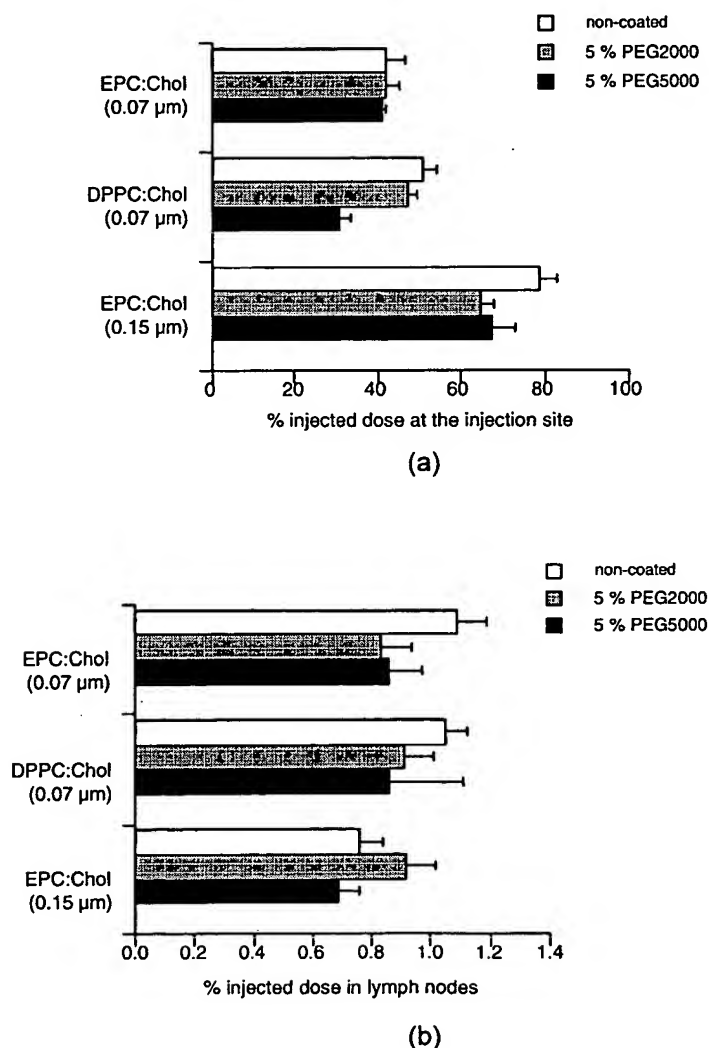 non-coated
5 % PEG2000
5 % PEG5000
EPC:Chol
(0.07 µm)
DPPC:Chol
(0.07 µm)
EPC:Chol
(0.15 µm)
0 20 40 60 80 100
% injected dose at the injection site
(a)
non-coated
5 % PEG2000
5 % PEG5000
EPC:Chol
(0.07 µm)
DPPC:Chol
(0.07 µm)
EPC:Chol
(0.15 µm)
0.0 0.2 0.4 0.6 0.8 1.0 1.2 1.4
% injected dose in lymph nodes
(b)